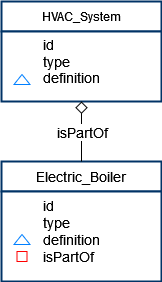 HVAC_System
id
type
definition
isPartOf
Electric_Boiler
id
type
definition
isPartOf